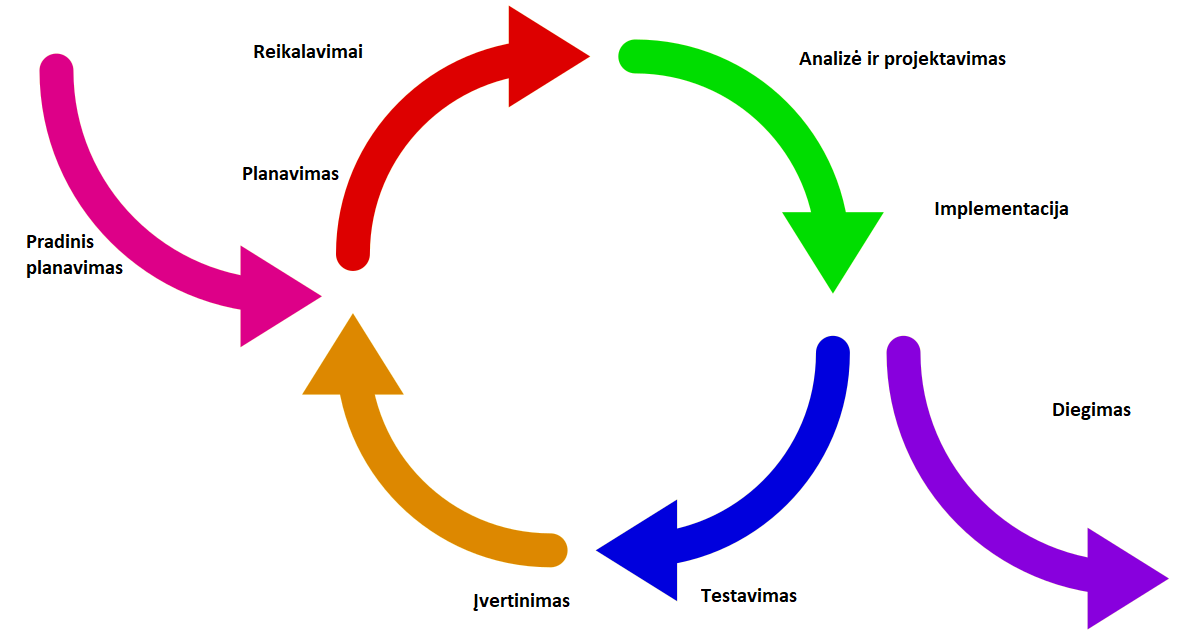 Reikalavimai
Analizė ir projektavimas
Planavimas
Implementacija
Pradinis
planavimas
Diegimas
Testavimas
Įvertinimas